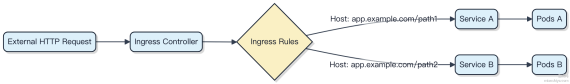 External HTTP Request
Ingress Controller
Ingress Rules
Host: app.example.com/path1
Service A
Pods A
Host: app.example.com/path2
Service B
Pods B